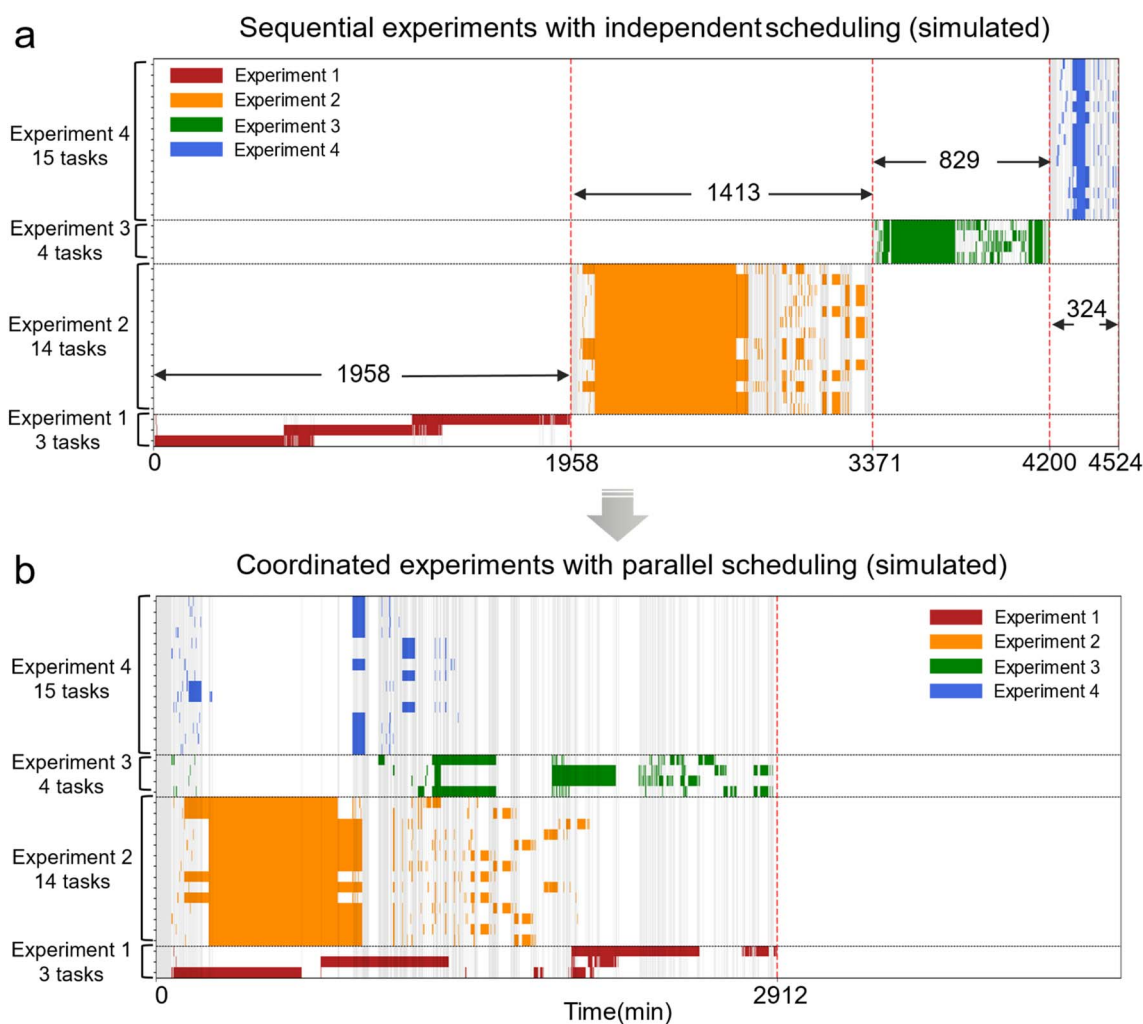 a
Sequential experiments with independent scheduling (simulated)
Experiment 1
Experiment 2
Experiment 3
Experiment 4
Experiment 4
15 tasks
829
1413
Experiment 3
4 tasks
324
Experiment 2
14 tasks
1958
Experiment 1
3 tasks
0
1958
3371
4200
4524
b
Coordinated experiments with parallel scheduling (simulated)
Experiment 1
Experiment 2
Experiment 3
Experiment 4
Experiment 4
15 tasks
Experiment 3
4 tasks
Experiment 2
14 tasks
Experiment 1
3 tasks
0
2912
Time(min)